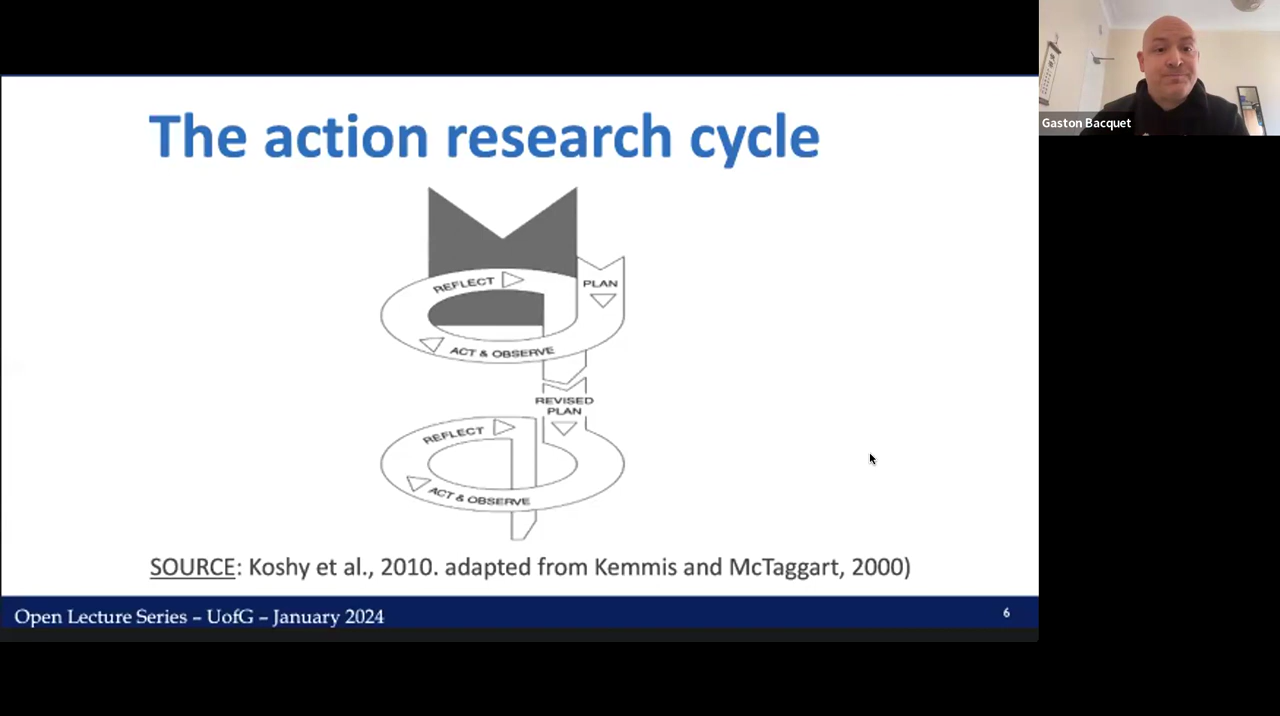 The action research cycle
REFLECT
PLAN
ACT & OBSERVE
REVISED
PLAN
REFLECT
ACT & OBSERVE
SOURCE: Koshy et al., 2010. adapted from Kemmis and McTaggart, 2000)
Open Lecture Series – UofG – January 2024
6
Gaston Bacquet